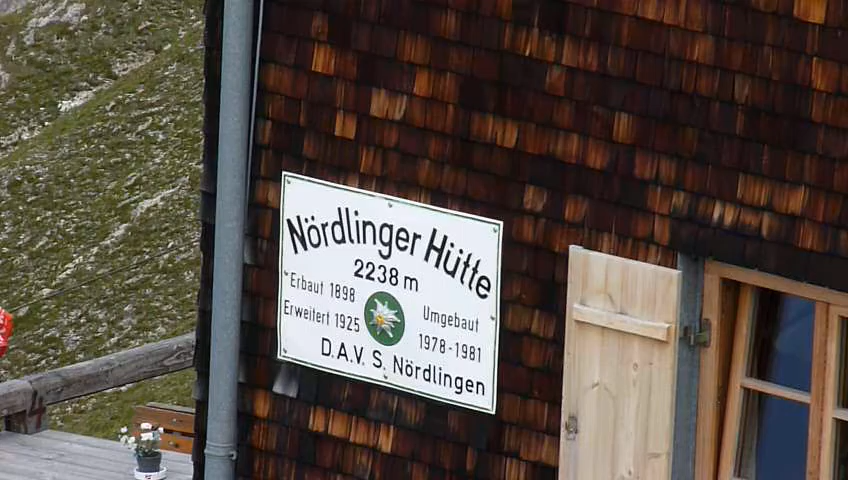 Nördlinger Hütte
2238 m
Erbaut 1898
Erweitert 1925
Umgebaut
1978-1981
D.A.V. S. Nördlingen